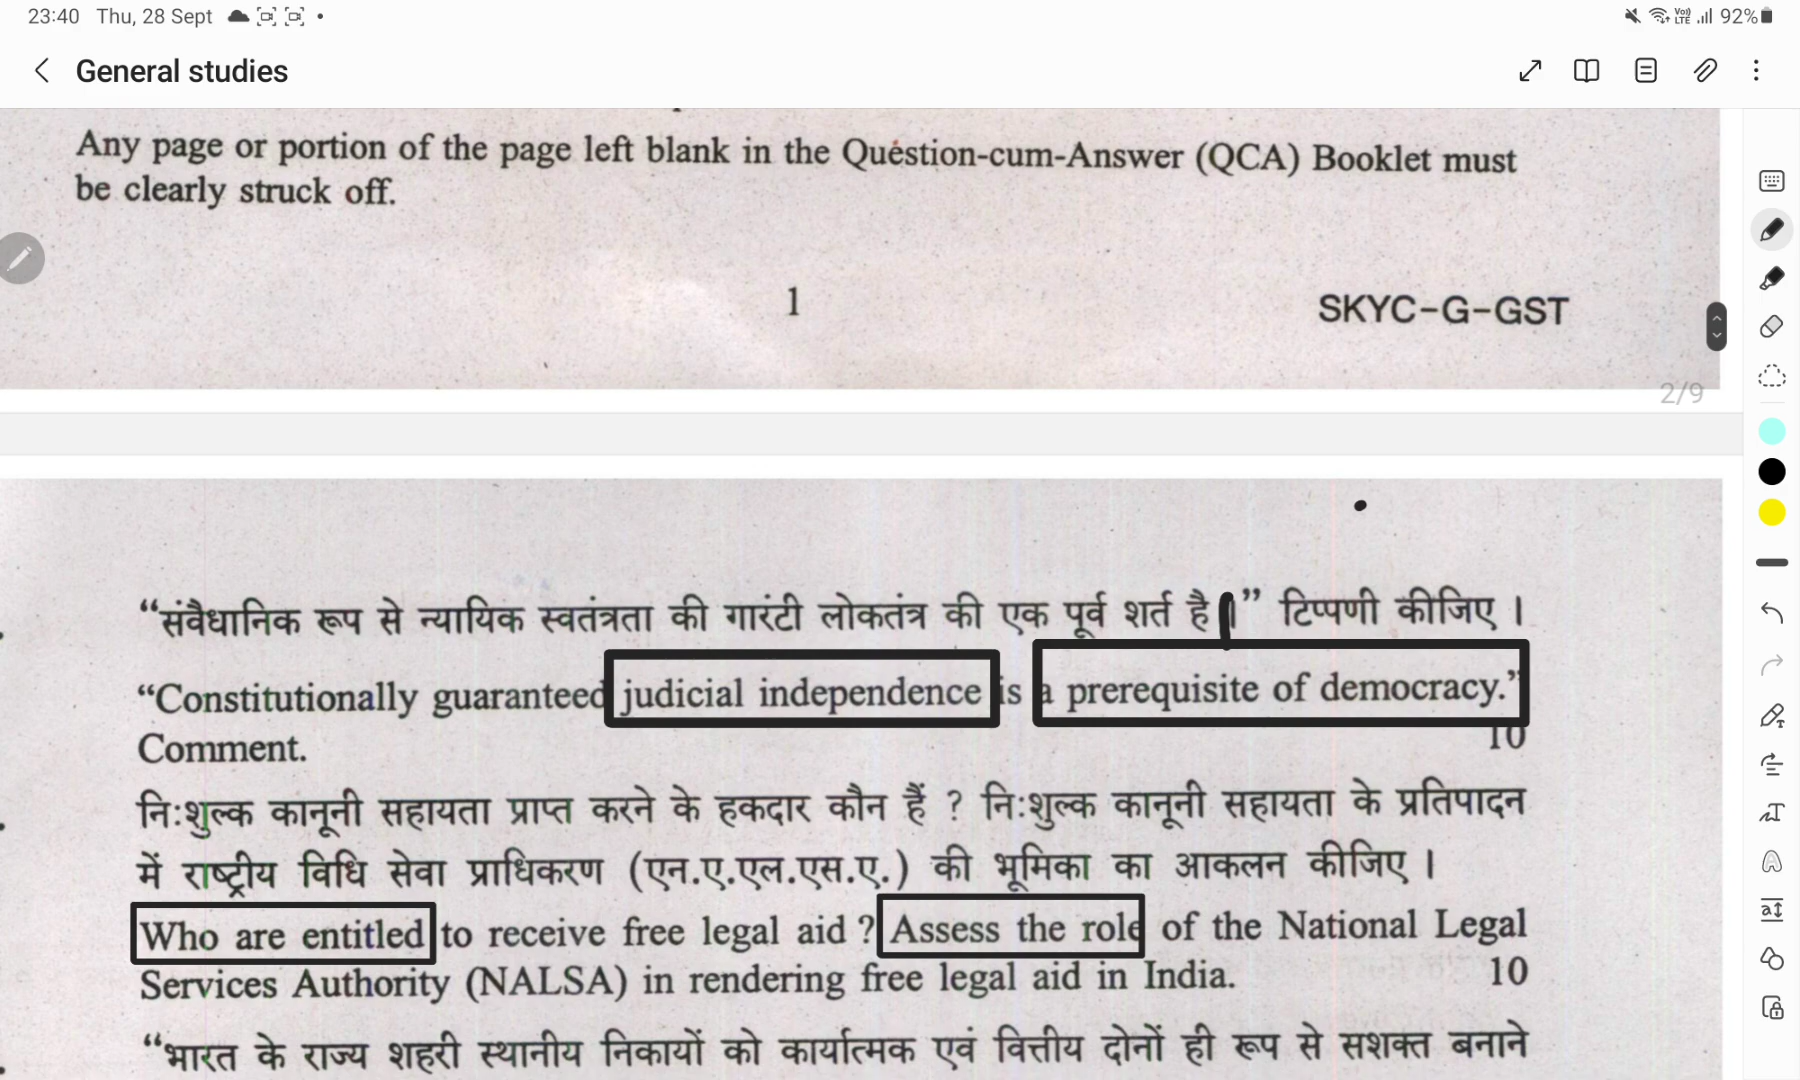 23:40 Thu, 28 Sept 92%
General studies
Any page or portion of the page left blank in the Question-cum-Answer (QCA) Booklet must
be clearly struck off.
1 SKYC-G-GST
2/9
“संवैधानिक रूप से न्यायिक स्वतंत्रता की गारंटी लोकतंत्र की एक पूर्व शर्त है।” टिप्पणी कीजिए ।
“Constitutionally guaranteed judicial independence is a prerequisite of democracy.”
Comment. 10
नि:शुल्क कानूनी सहायता प्राप्त करने के हकदार कौन हैं ? नि:शुल्क कानूनी सहायता के प्रतिपादन
में राष्ट्रीय विधि सेवा प्राधिकरण (एन.ए.एल.एस.ए.) की भूमिका का आकलन कीजिए ।
Who are entitled to receive free legal aid ? Assess the role of the National Legal
Services Authority (NALSA) in rendering free legal aid in India. 10
“भारत के राज्य शहरी स्थानीय निकायों को कार्यात्मक एवं वित्तीय दोनों ही रूप से सशक्त बनाने